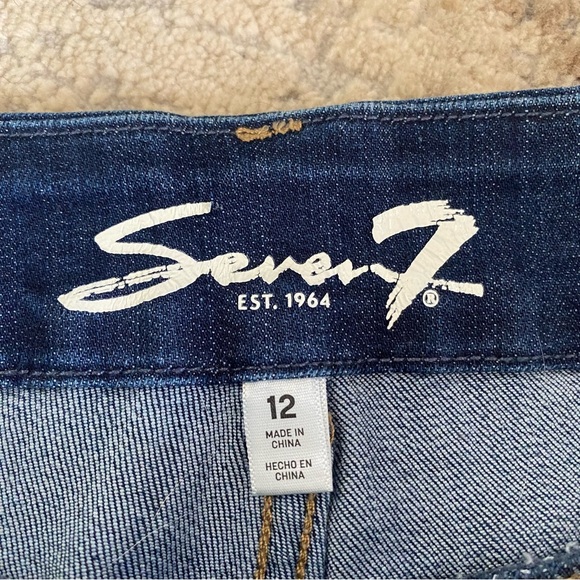 Seven7
EST. 1964 ®
12
MADE IN
CHINA
HECHO EN
CHINA